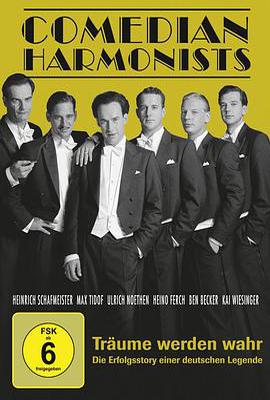 COMEDIAN
HARMONISTS
HEINRICH SCHAFMEISTER MAX TIDOF ULRICH NOETHEN HEINO FERCH BEN BECKER KAI WIESINGER
FSK
ab
6
freigegeben
Träume werden wahr
Die Erfolgsstory einer deutschen Legende